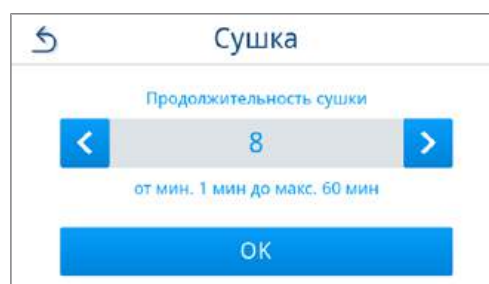 Сушка
Продолжительность сушки
8
от мин. 1 мин до макс. 60 мин
OK